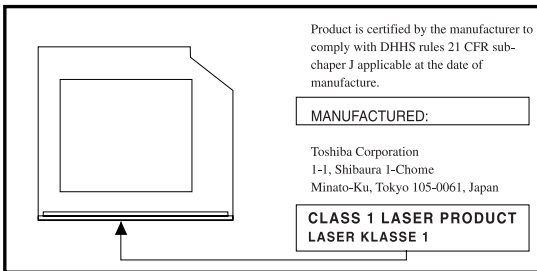 Product is certified by the manufacturer to
comply with DHHS rules 21 CFR sub-
chaper J applicable at the date of
manufacture.
MANUFACTURED:
Toshiba Corporation
1-1, Shibaura 1-Chome
Minato-Ku, Tokyo 105-0061, Japan
CLASS 1 LASER PRODUCT
LASER KLASSE 1